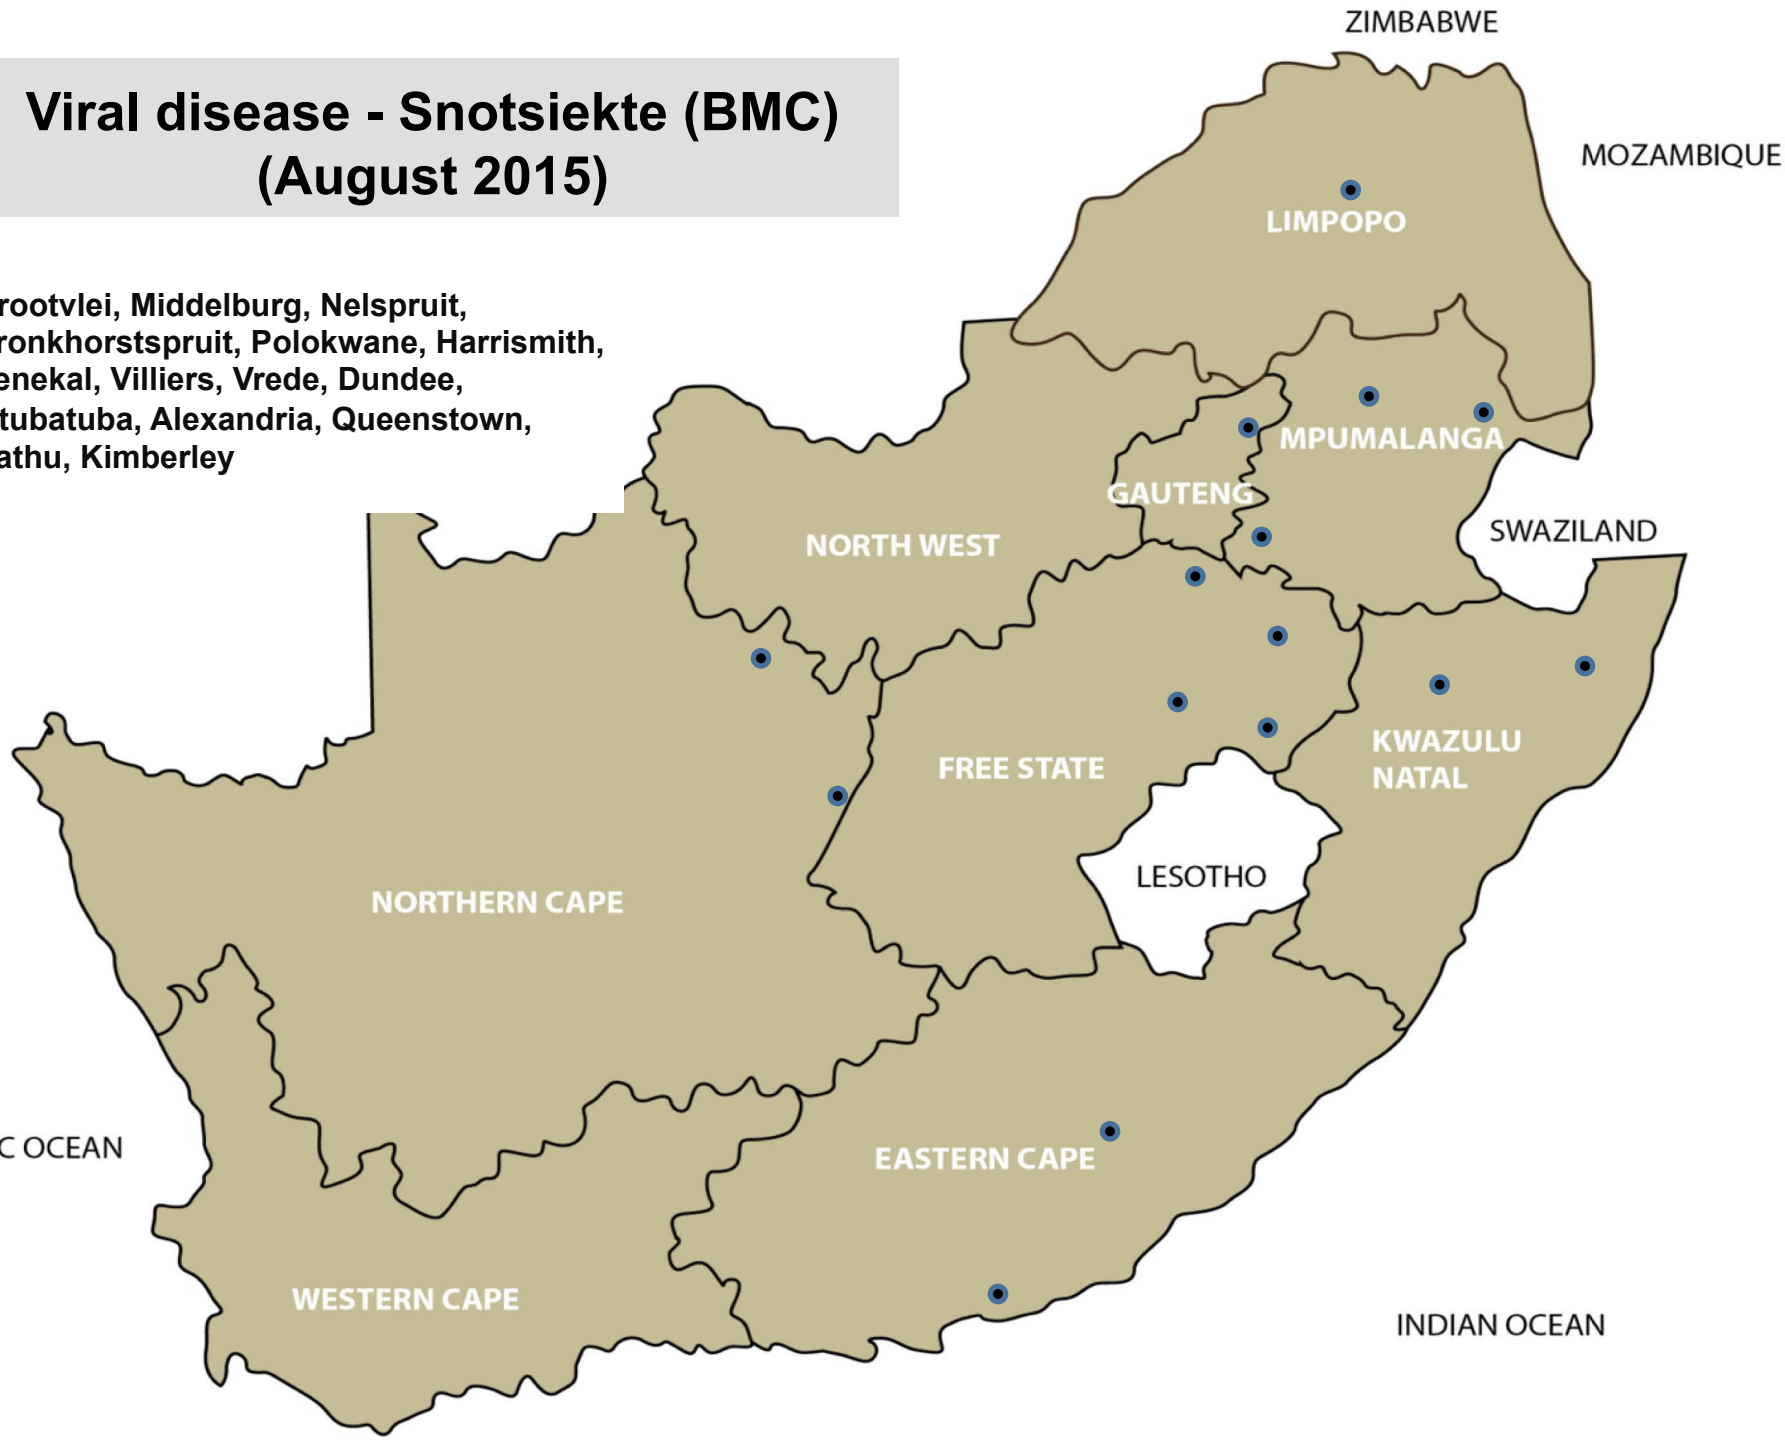 ZIMBABWE
Viral disease - Snotsiekte (BMC)
(August 2015)
MOZAMBIQUE
LIMPOPO
rootvlei, Middelburg, Nelspruit,
ronkhorstspruit, Polokwane, Harrismith,
enekal, Villiers, Vrede, Dundee,
tubatuba, Alexandria, Queenstown,
athu, Kimberley
MPUMALANGA
GAUTENG
NORTH WEST
SWAZILAND
KWAZULU
NATAL
FREE STATE
LESOTHO
NORTHERN CAPE
C OCEAN
EASTERN CAPE
WESTERN CAPE
INDIAN OCEAN